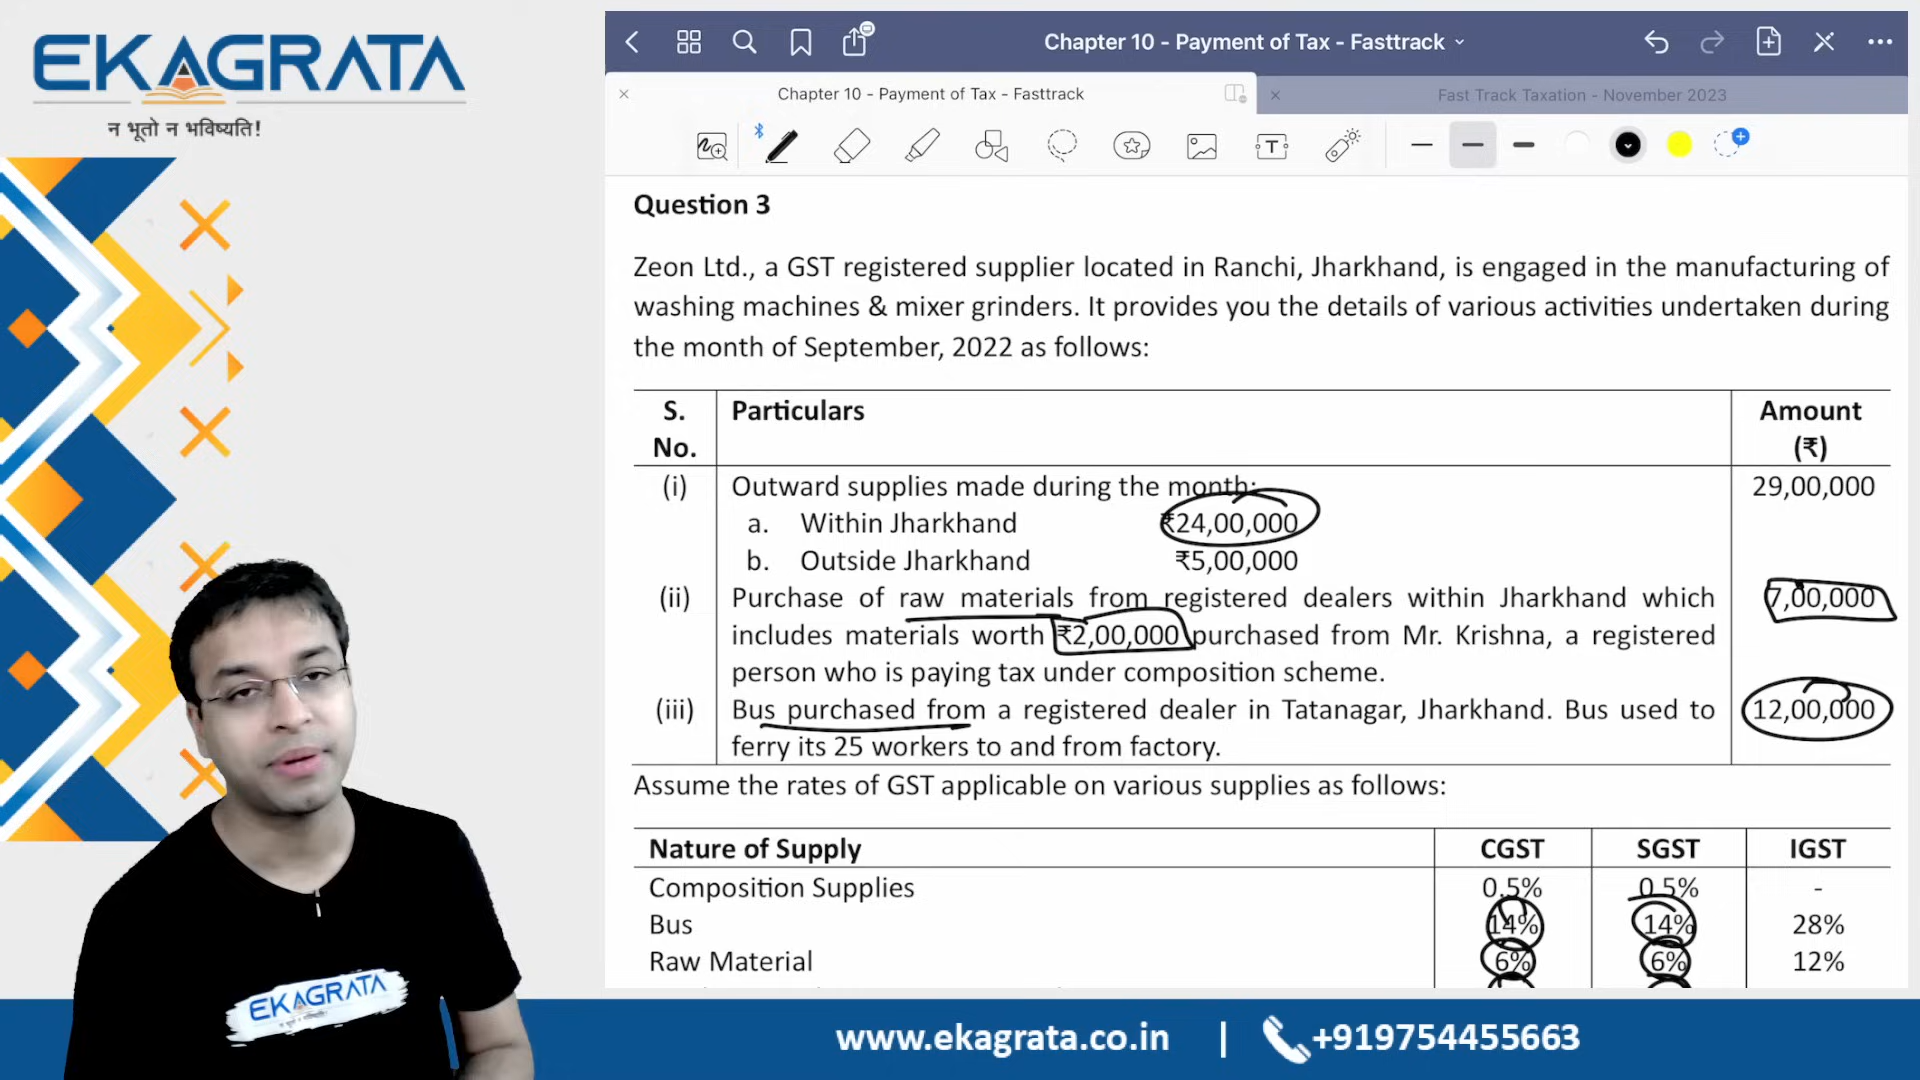 EKAGRATA
न भूतो न भविष्यति!
Chapter 10 - Payment of Tax - Fasttrack
Chapter 10 - Payment of Tax - Fasttrack
Fast Track Taxation - November 2023
Question 3
Zeon Ltd., a GST registered supplier located in Ranchi, Jharkhand, is engaged in the manufacturing of
washing machines & mixer grinders. It provides you the details of various activities undertaken during
the month of September, 2022 as follows:
S. No. Particulars Amount (₹)
(i) Outward supplies made during the month: 29,00,000
a. Within Jharkhand ₹24,00,000
b. Outside Jharkhand ₹5,00,000
(ii) Purchase of raw materials from registered dealers within Jharkhand which 7,00,000
includes materials worth ₹2,00,000 purchased from Mr. Krishna, a registered
person who is paying tax under composition scheme.
(iii) Bus purchased from a registered dealer in Tatanagar, Jharkhand. Bus used to 12,00,000
ferry its 25 workers to and from factory.
Assume the rates of GST applicable on various supplies as follows:
Nature of Supply CGST SGST IGST
Composition Supplies 0.5% 0.5% -
Bus 14% 14% 28%
Raw Material 6% 6% 12%
EKAGRATA
www.ekagrata.co.in | +919754455663